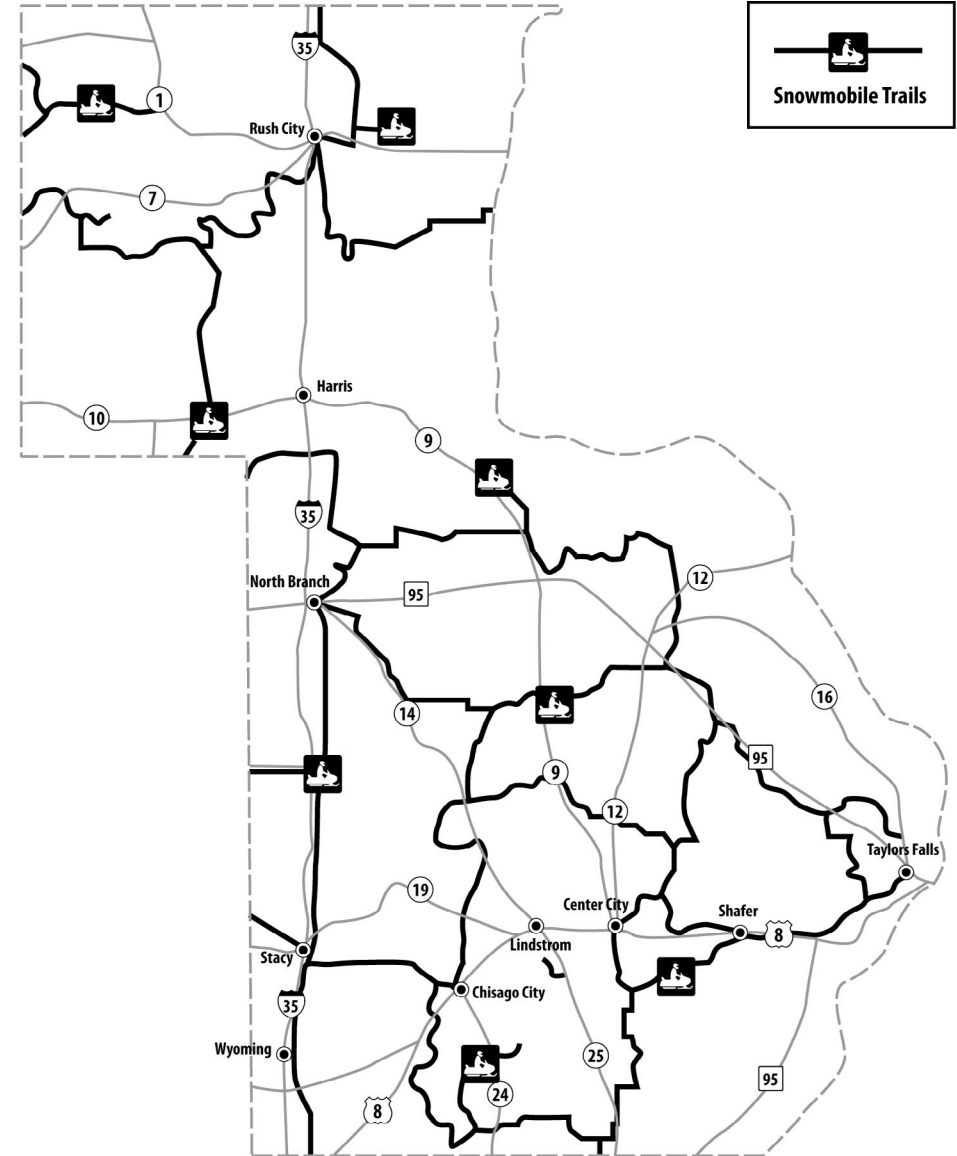 35
Snowmobile Trails
1
Rush City
7
Harris
10
9
35
North Branch
95
12
14
16
9
95
12
Taylors Falls
19
Center City
Shafer
8
Lindstrom
Stacy
Chisago City
35
Wyoming
25
24
95
8